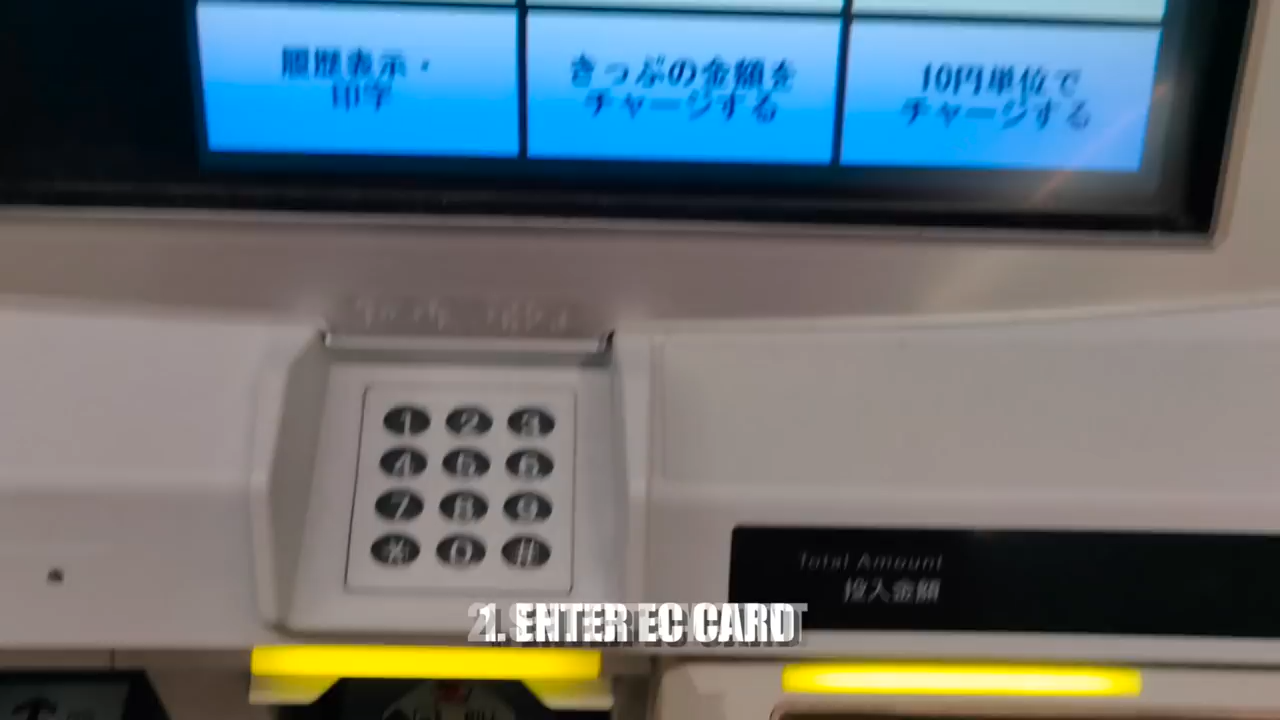 履歴表示・
印字
きっぷの金額を
チャージする
10円単位で
チャージする
1 2 3
4 5 6
7 8 9
* 0 #
Total Amount
投入金額
1. ENTER EC CARD